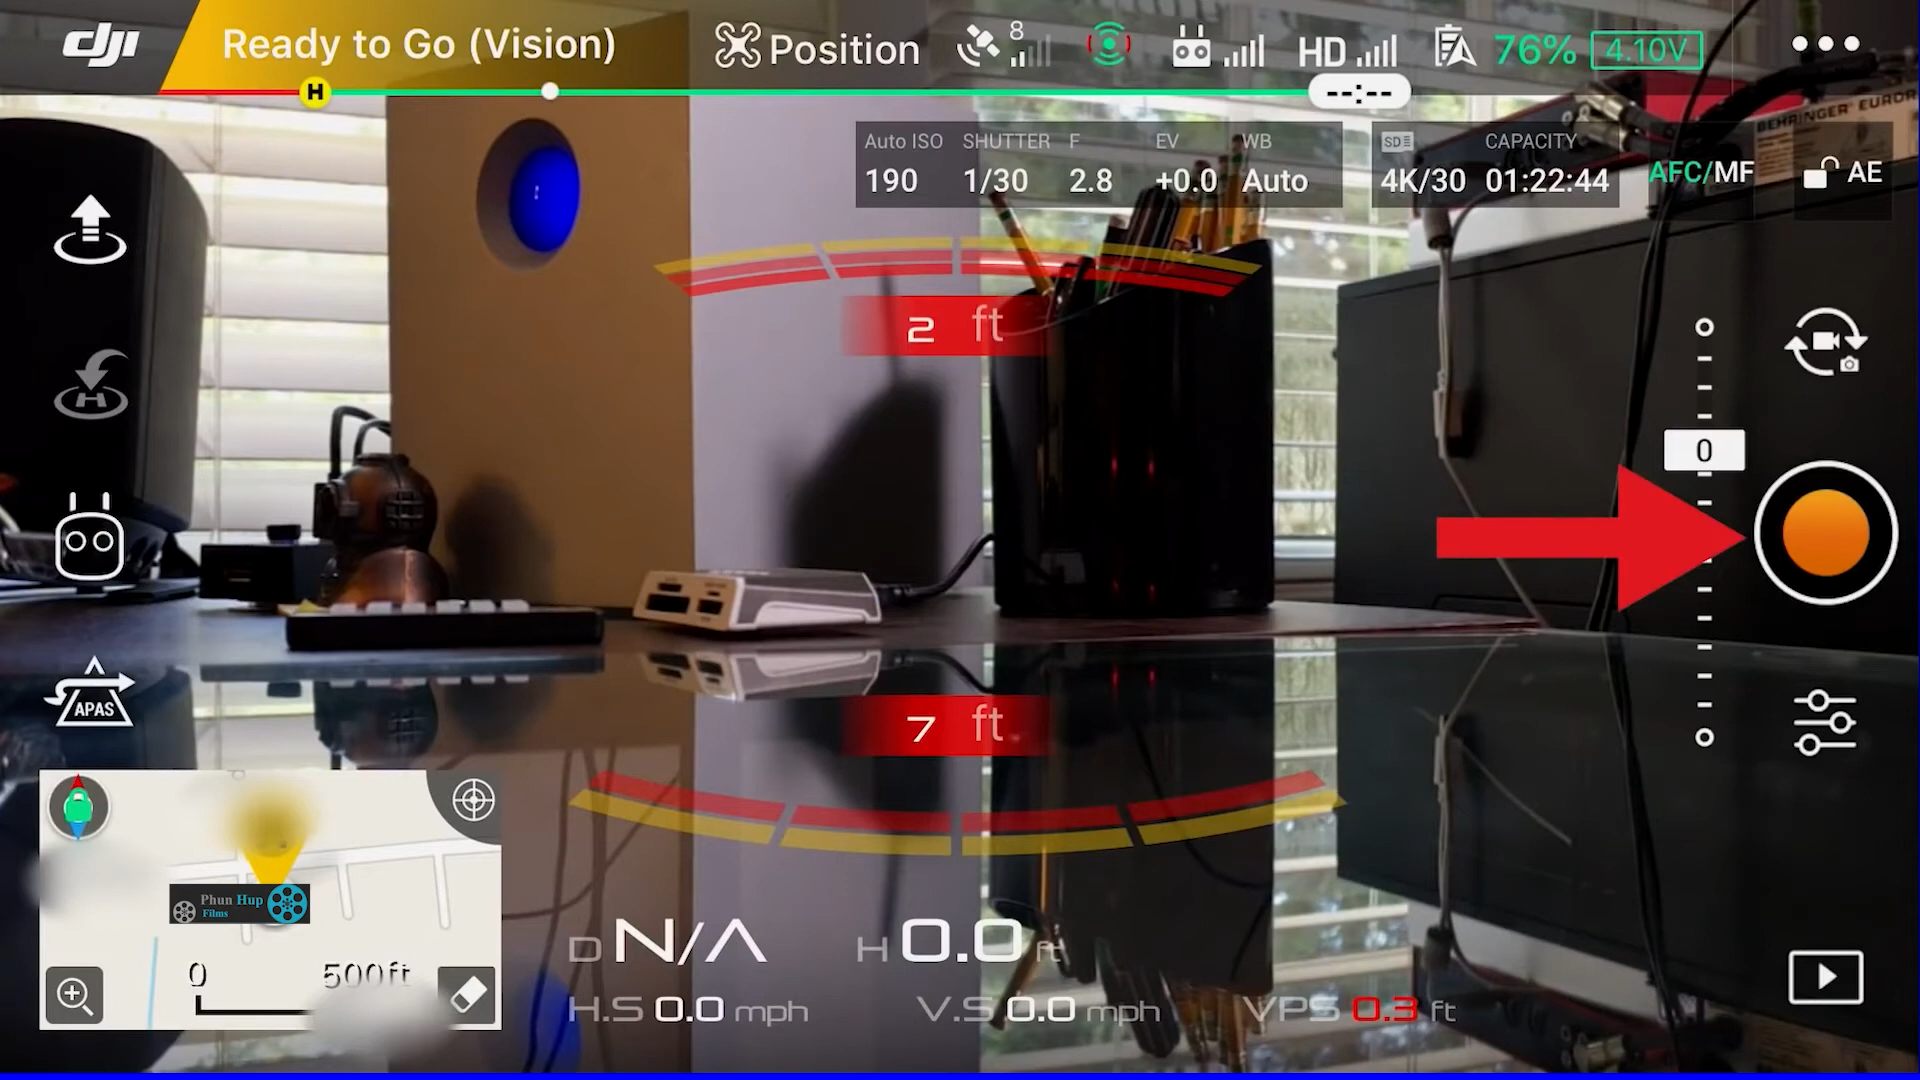 dji
Ready to Go (Vision)
Position
8
HD
76%
4.10V
H
--:--
BEHRINGER
Auto ISO SHUTTER F EV WB
190 1/30 2.8 +0.0 Auto
SD CAPACITY
4K/30 01:22:44
AFC/MF
AE
2 ft
0
H
APAS
7 ft
Phun Hup
Films
0 500ft
D N/A H 0.0 ft
H.S 0.0 mph V.S 0.0 mph VPS 0.3 ft